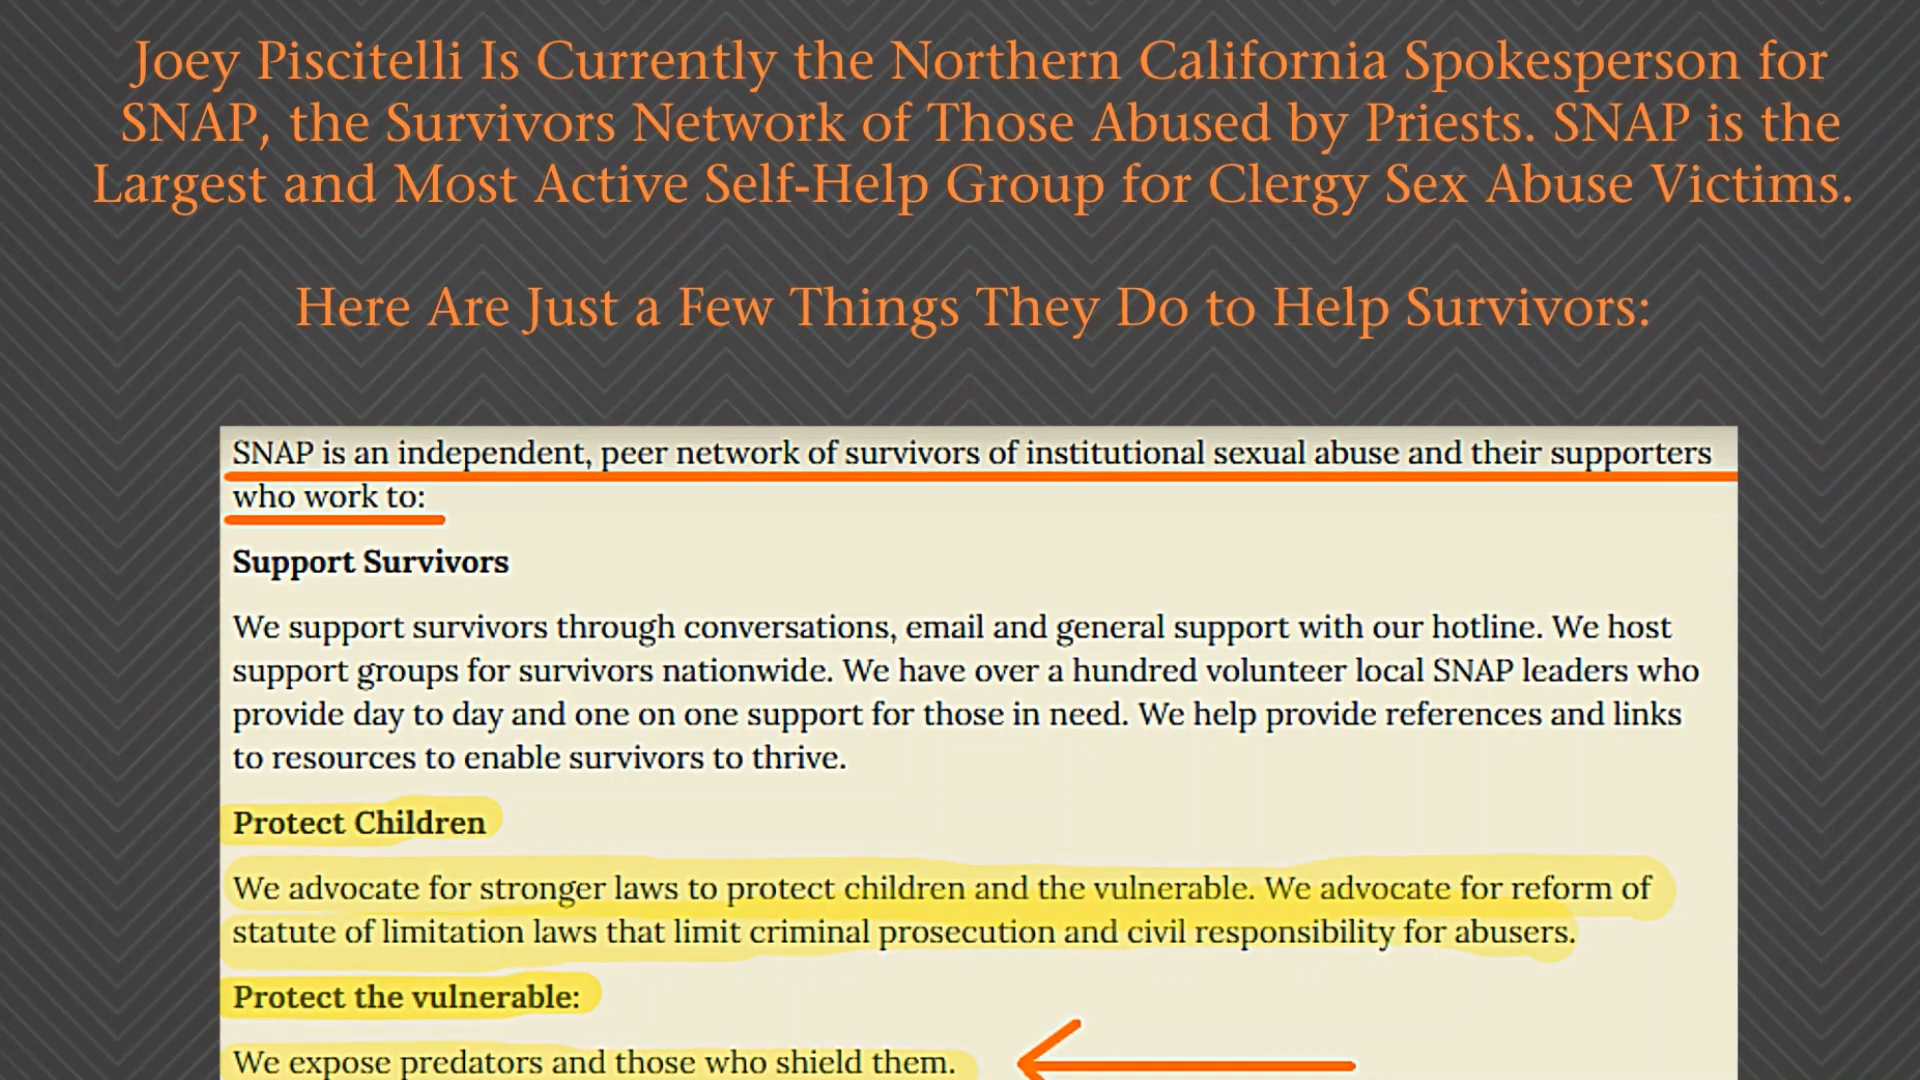 Joey Piscitelli Is Currently the Northern California Spokesperson for
SNAP, the Survivors Network of Those Abused by Priests. SNAP is the
Largest and Most Active Self-Help Group for Clergy Sex Abuse Victims.
Here Are Just a Few Things They Do to Help Survivors:
SNAP is an independent, peer network of survivors of institutional sexual abuse and their supporters
who work to:
Support Survivors
We support survivors through conversations, email and general support with our hotline. We host
support groups for survivors nationwide. We have over a hundred volunteer local SNAP leaders who
provide day to day and one on one support for those in need. We help provide references and links
to resources to enable survivors to thrive.
Protect Children
We advocate for stronger laws to protect children and the vulnerable. We advocate for reform of
statute of limitation laws that limit criminal prosecution and civil responsibility for abusers.
Protect the vulnerable:
We expose predators and those who shield them.